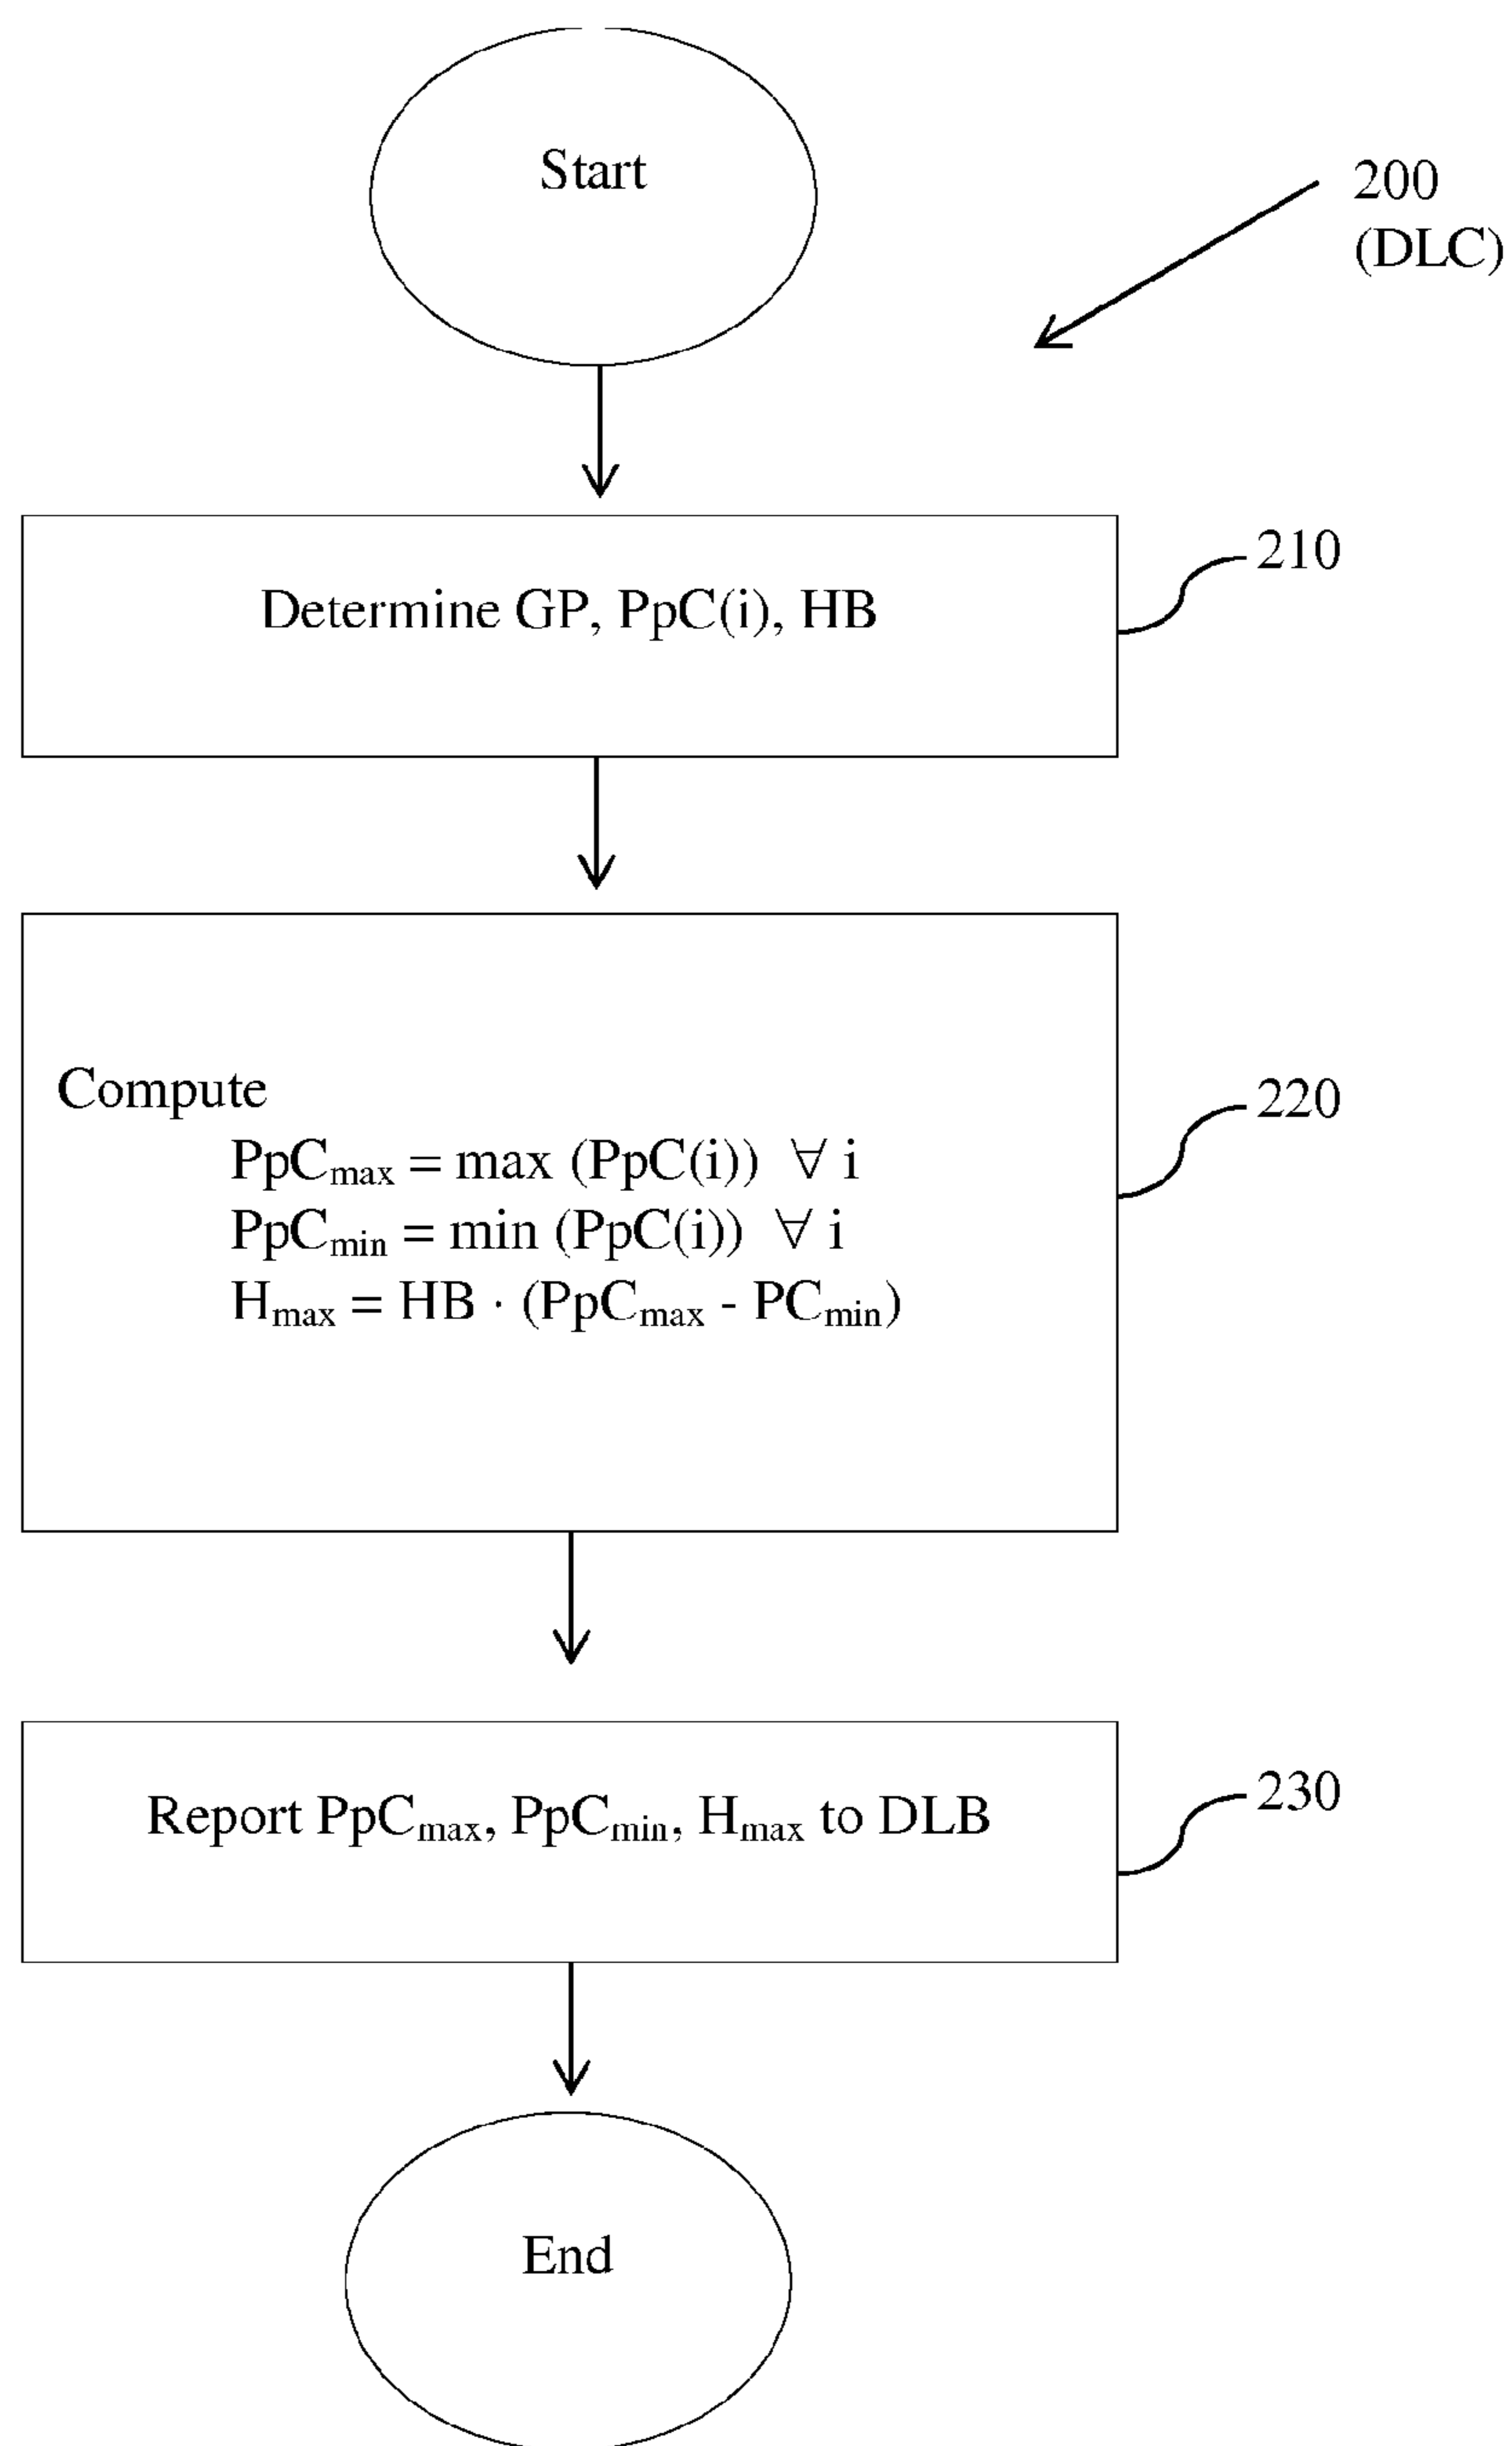 Start
200
(DLC)
Determine GP, PpC(i), HB
210
Compute
PpCmax = max (PpC(i)) ∀ i
PpCmin = min (PpC(i)) ∀ i
Hmax = HB · (PpCmax - PCmin)
220
Report PpCmax, PpCmin, Hmax to DLB
230
End